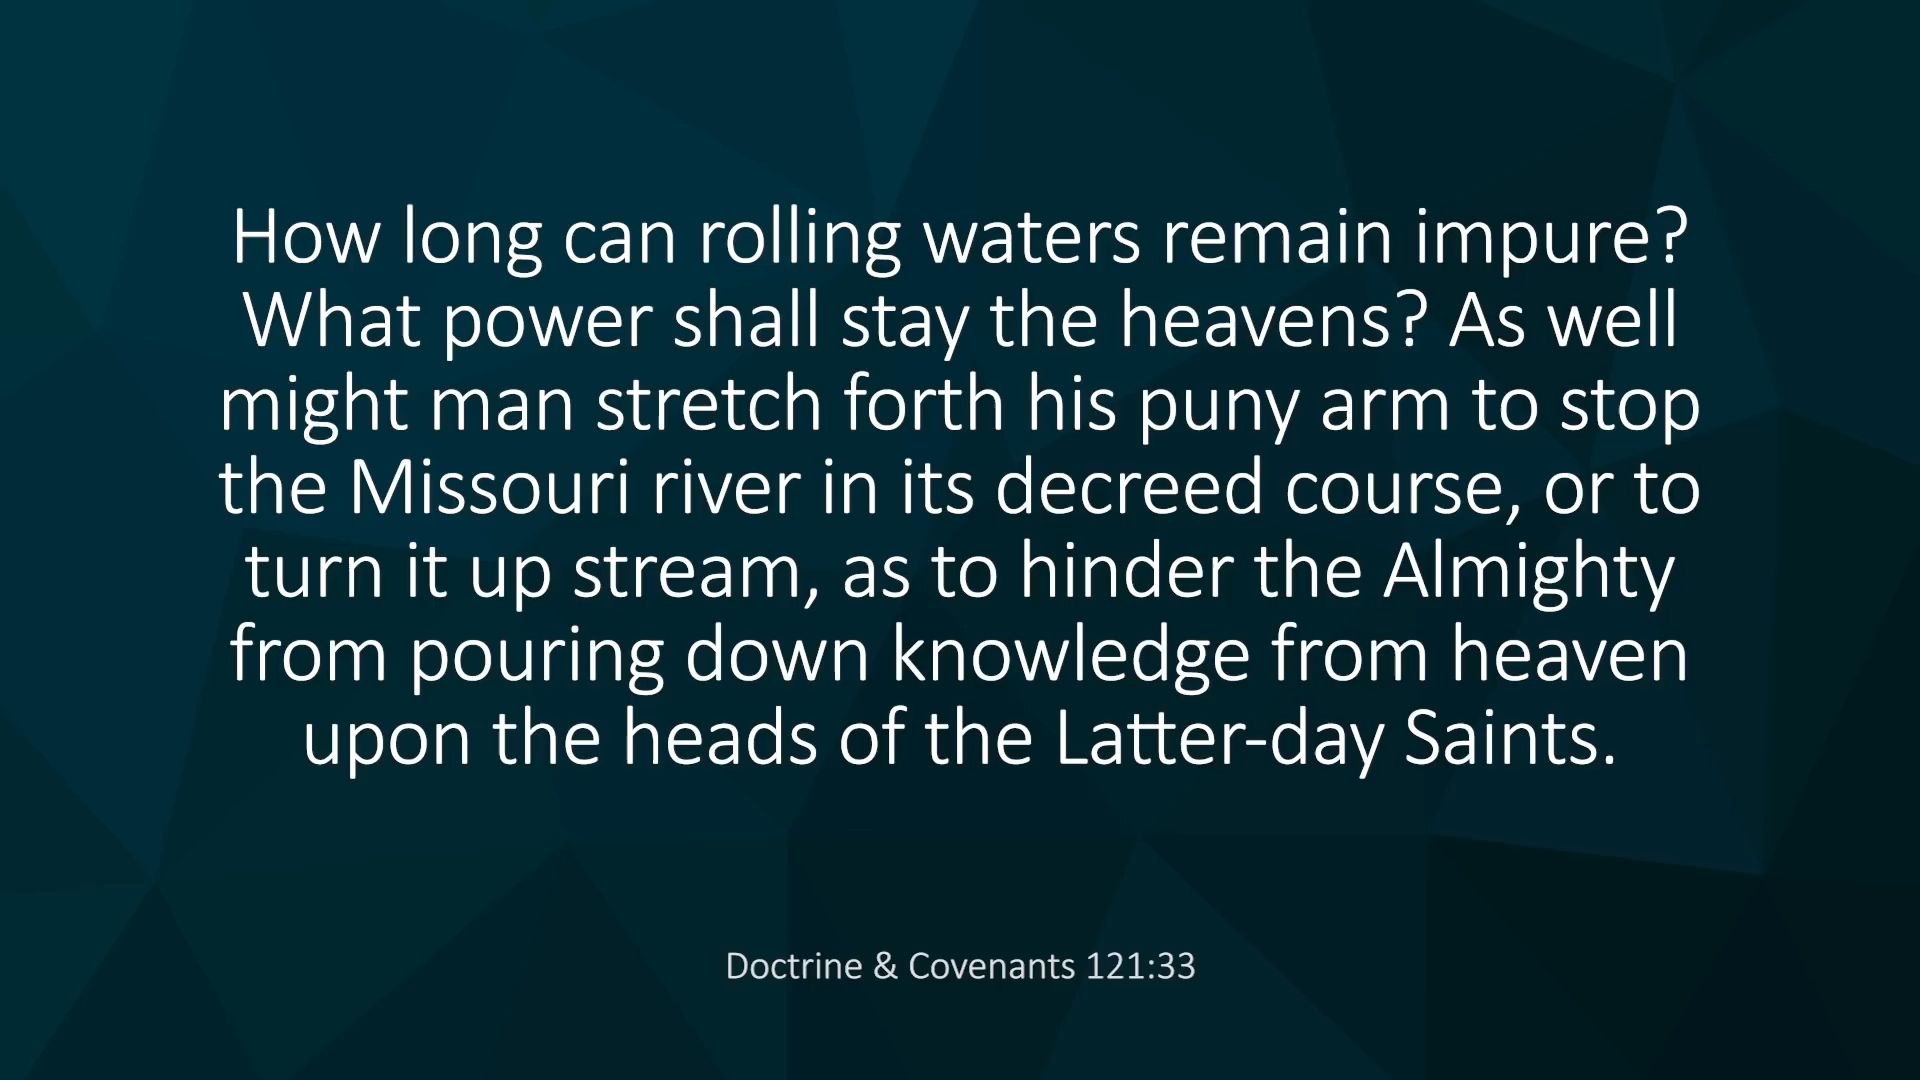 How long can rolling waters remain impure?
What power shall stay the heavens? As well
might man stretch forth his puny arm to stop
the Missouri river in its decreed course, or to
turn it up stream, as to hinder the Almighty
from pouring down knowledge from heaven
upon the heads of the Latter-day Saints.
Doctrine & Covenants 121:33